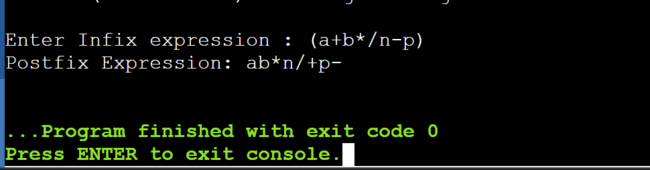 Enter Infix expression : (a+b*/n-p)
Postfix Expression: ab*n/+p-
...Program finished with exit code 0
Press ENTER to exit console.